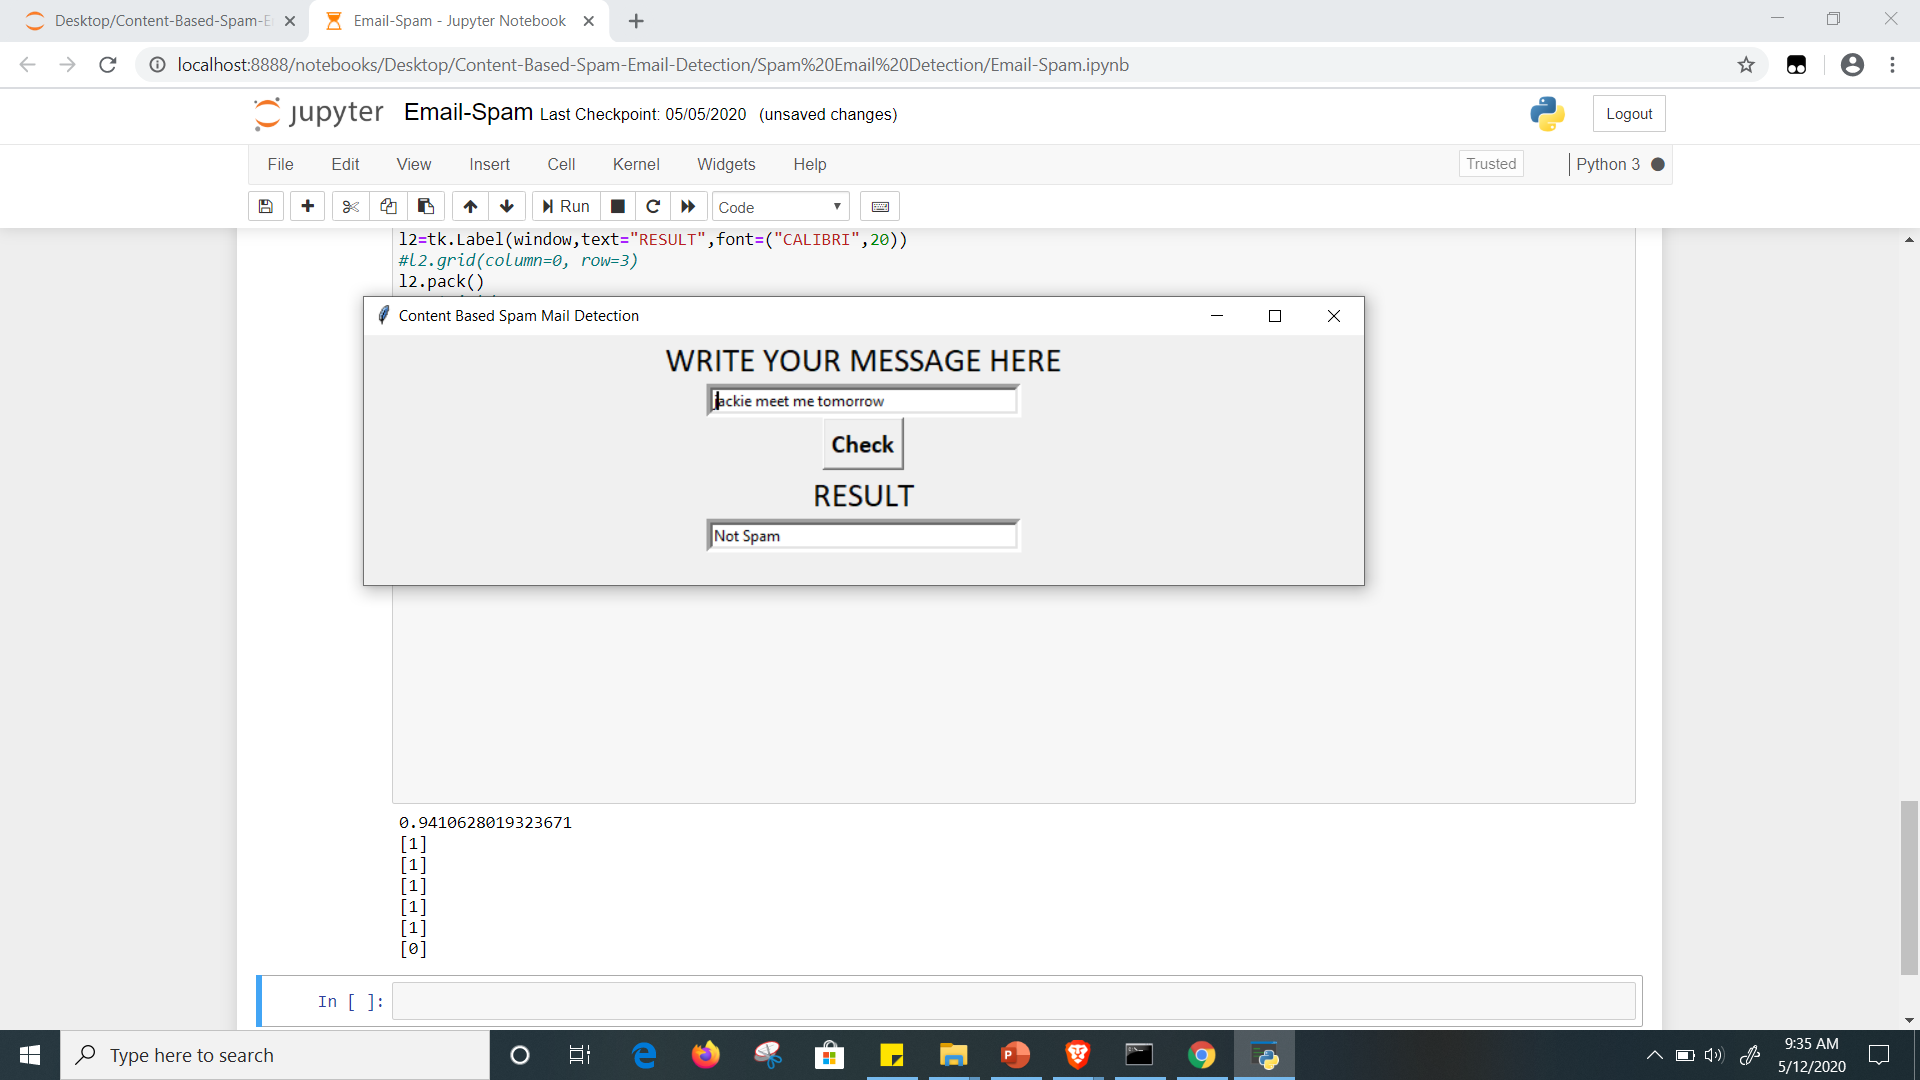 Desktop/Content-Based-Spam-E
Email-Spam - Jupyter Notebook
localhost:8888/notebooks/Desktop/Content-Based-Spam-Email-Detection/Spam%20Email%20Detection/Email-Spam.ipynb
jupyter Email-Spam Last Checkpoint: 05/05/2020 (unsaved changes)
Logout
File Edit View Insert Cell Kernel Widgets Help
Trusted
Python 3
Run
Code
l2=tk.Label(window,text="RESULT",font=("CALIBRI",20))
#l2.grid(column=0, row=3)
l2.pack()
Content Based Spam Mail Detection
WRITE YOUR MESSAGE HERE
jackie meet me tomorrow
Check
RESULT
Not Spam
0.9410628019323671
[1]
[1]
[1]
[1]
[1]
[0]
In [ ]:
Type here to search
9:35 AM
5/12/2020